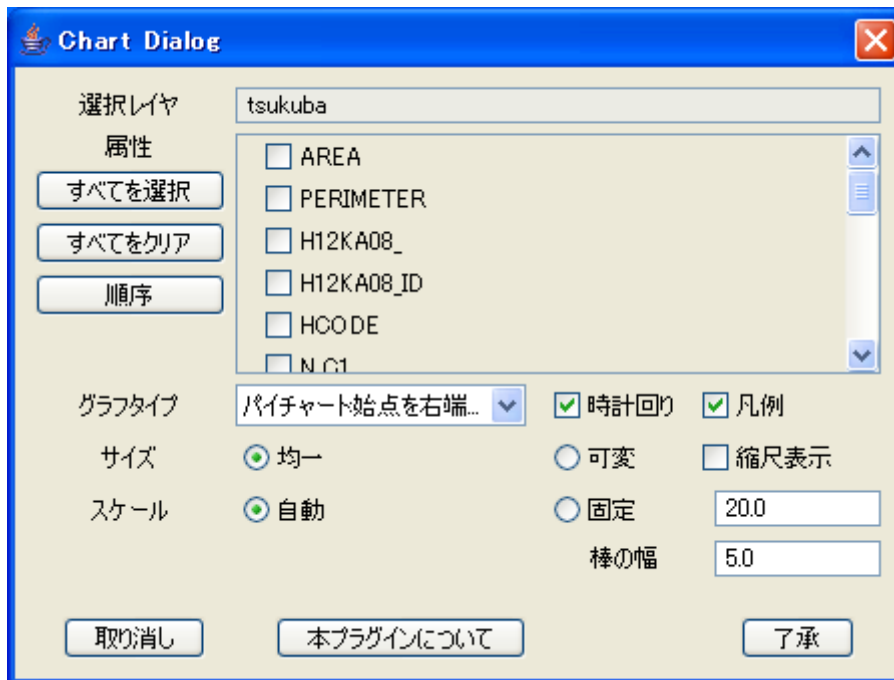 Chart Dialog
選択レイヤ tsukuba
属性
すべてを選択
すべてをクリア
順序
AREA
PERIMETER
H12KA08_
H12KA08_ID
HCODE
N_C1
グラフタイプ パイチャート始点を右端... 時計回り 凡例
サイズ 均一 可変 縮尺表示
スケール 自動 固定 20.0
棒の幅 5.0
取り消し 本プラグインについて 了承